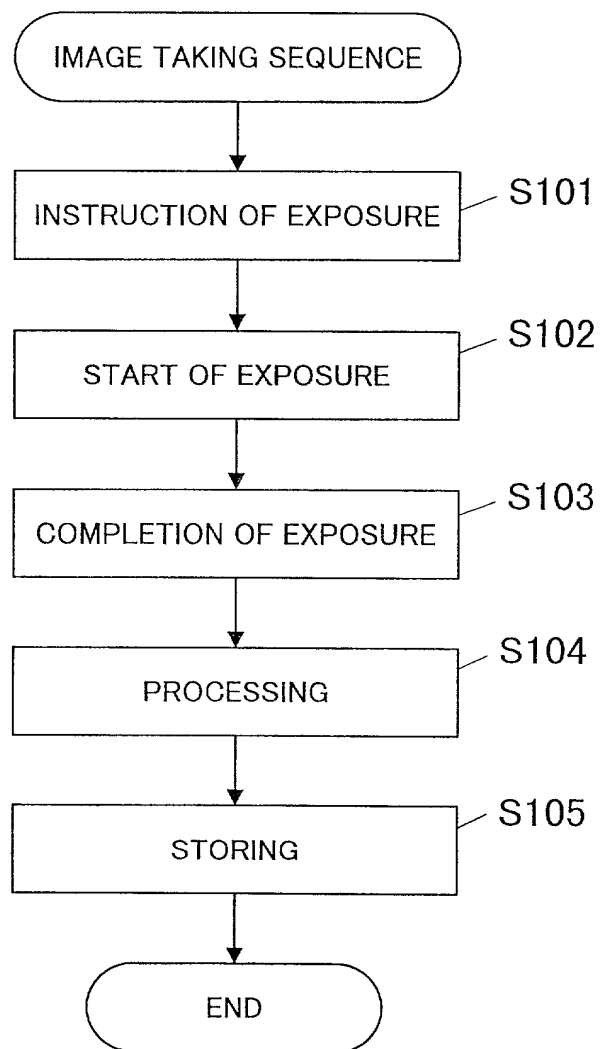 IMAGE TAKING SEQUENCE
INSTRUCTION OF EXPOSURE
S101
START OF EXPOSURE
S102
COMPLETION OF EXPOSURE
S103
PROCESSING
S104
STORING
S105
END